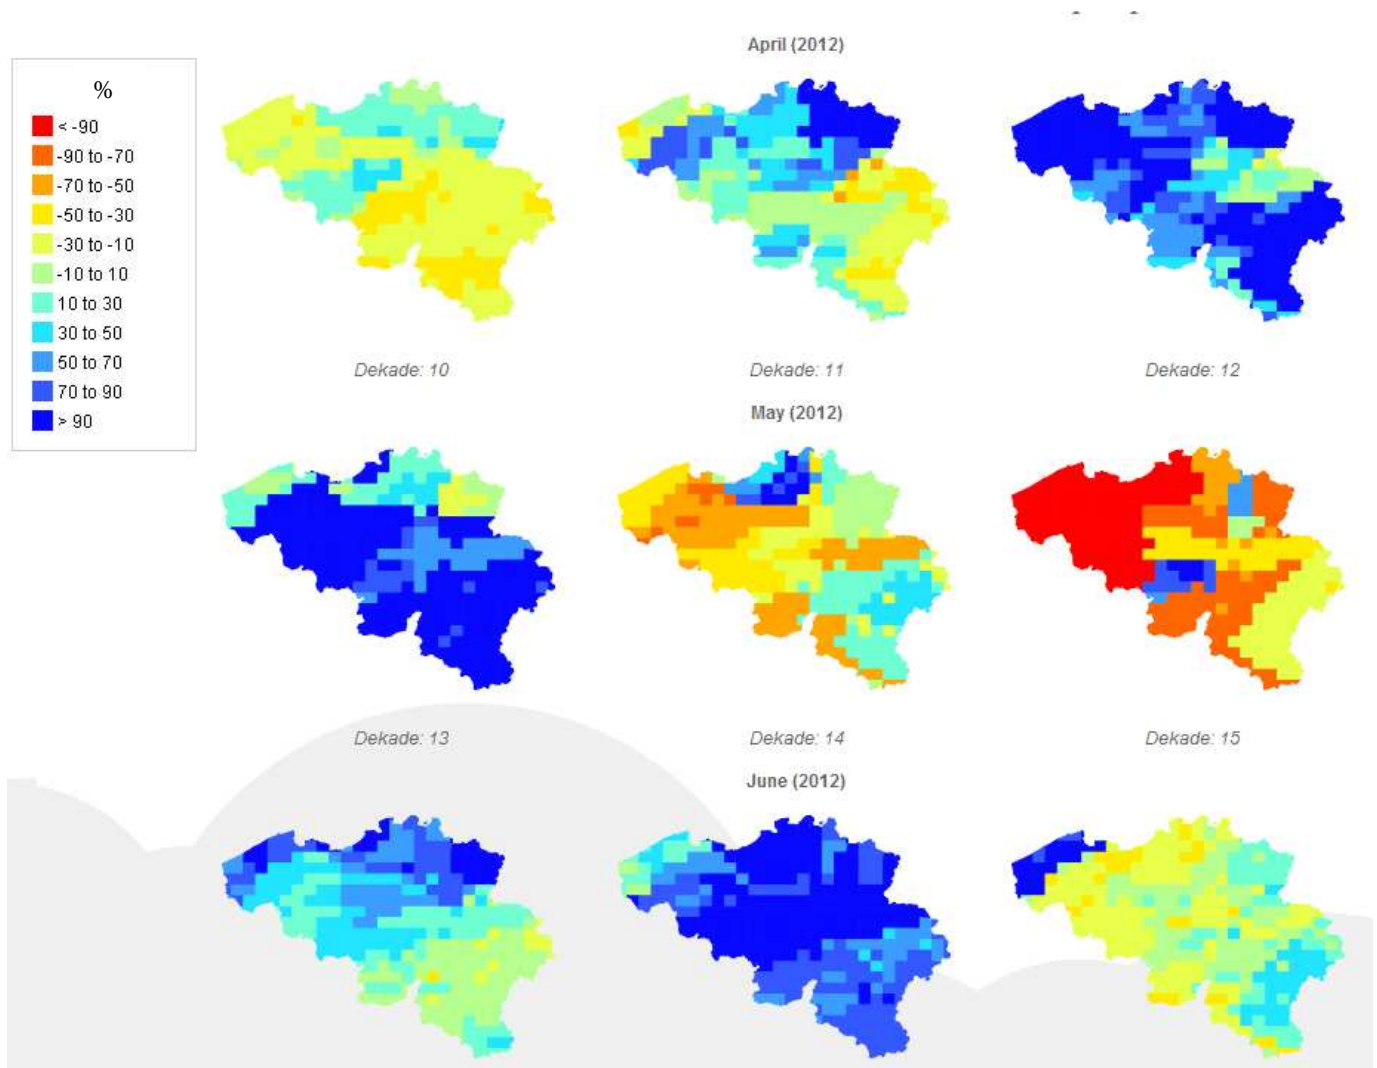 April (2012)
%
< -90
-90 to -70
-70 to -50
-50 to -30
-30 to -10
-10 to 10
10 to 30
30 to 50
50 to 70
70 to 90
> 90
Dekade: 10
Dekade: 11
Dekade: 12
May (2012)
Dekade: 13
Dekade: 14
Dekade: 15
June (2012)